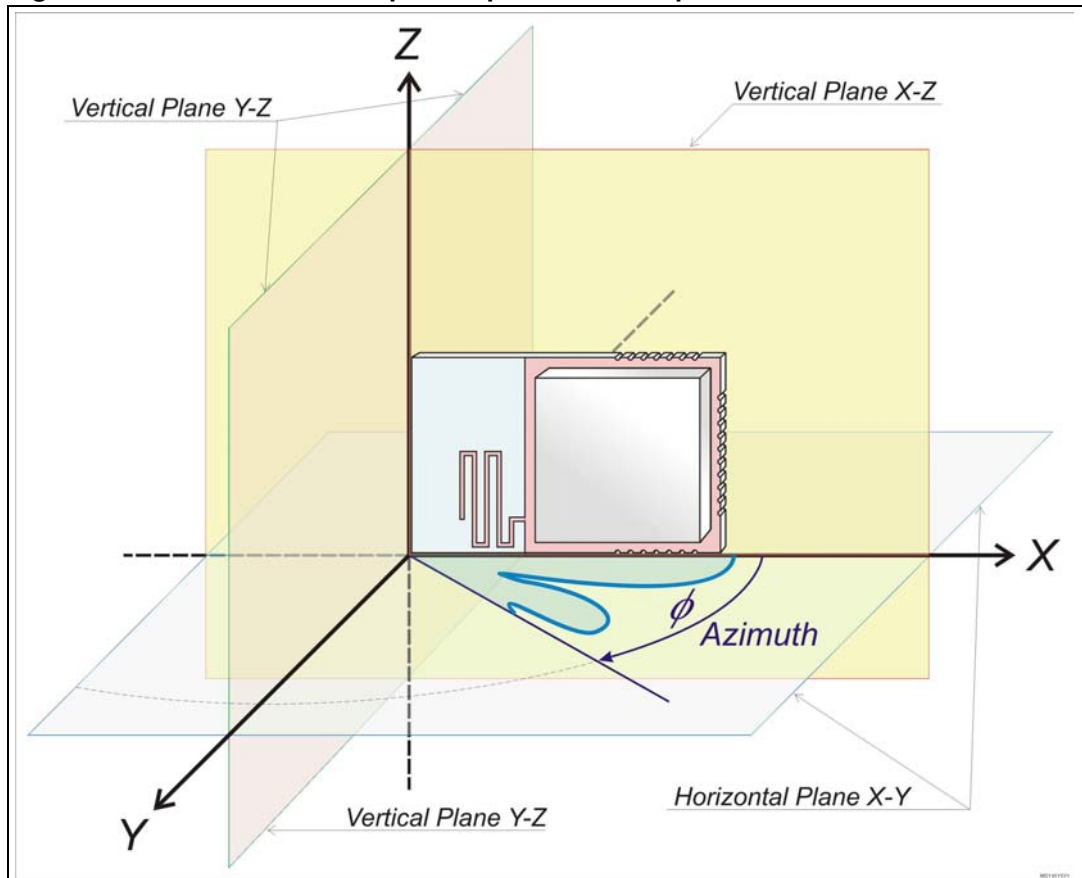 Z
Vertical Plane Y-Z
Vertical Plane X-Z
X
ϕ
Azimuth
Horizontal Plane X-Y
Vertical Plane Y-Z
Y